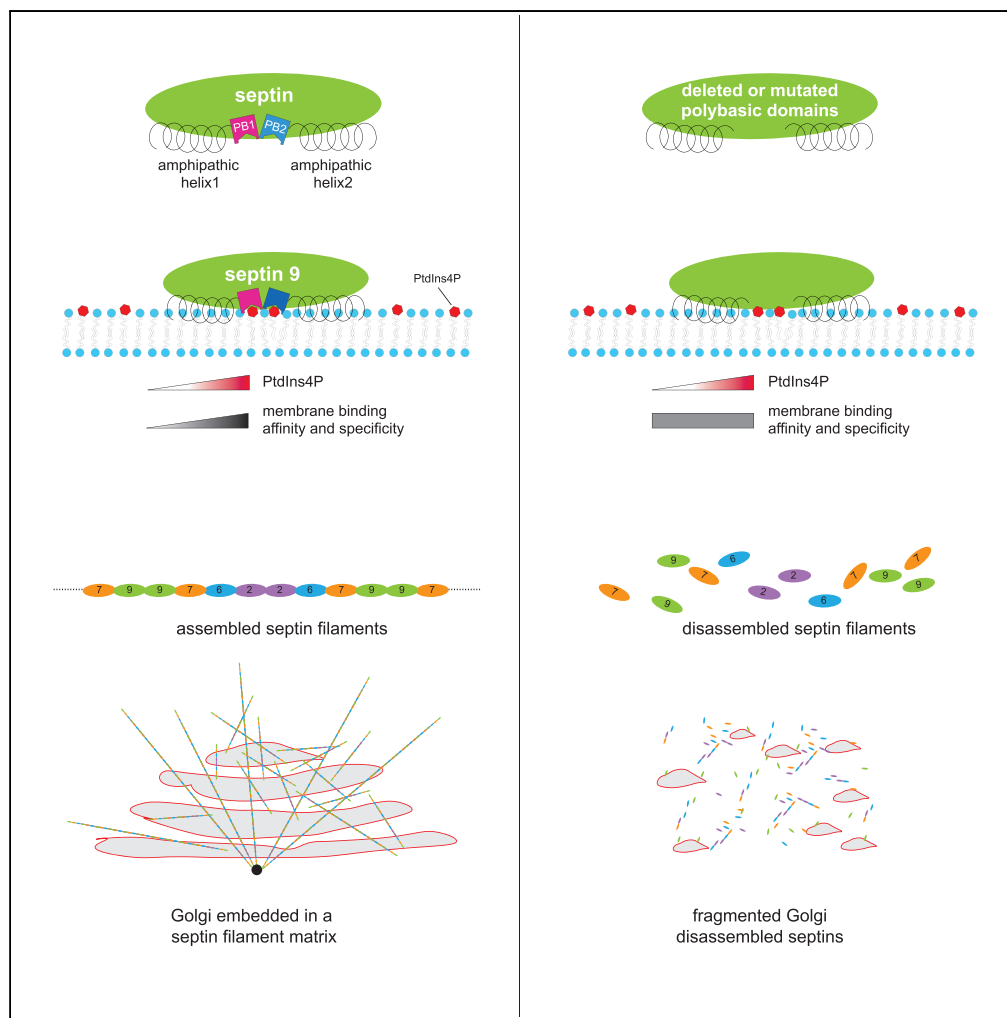 septin
PB1
PB2
amphipathic
helix1
amphipathic
helix2
septin 9
PtdIns4P
PtdIns4P
membrane binding
affinity and specificity
7 9 9 7 6 2 2 6 7 9 9 7
assembled septin filaments
Golgi embedded in a
septin filament matrix
deleted or mutated
polybasic domains
PtdIns4P
membrane binding
affinity and specificity
7
9
9
7
6
2
2
6
7
9
7
9
disassembled septin filaments
fragmented Golgi
disassembled septins